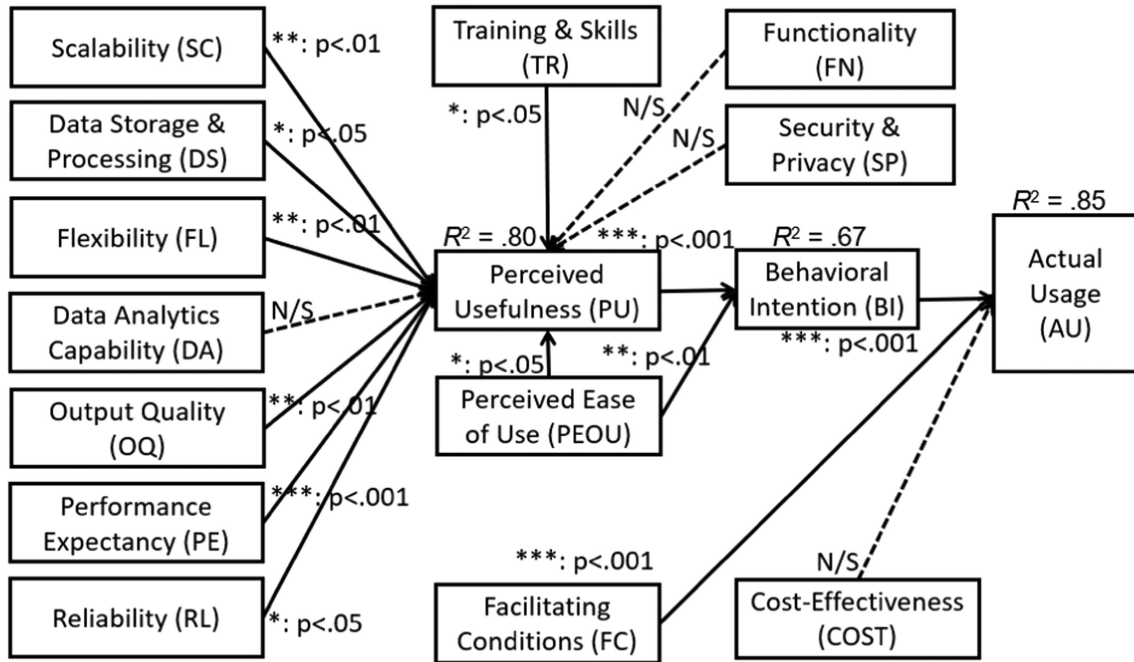 Scalability (SC)
**: p<.01
Training & Skills
(TR)
Functionality
(FN)
Data Storage &
Processing (DS)
*: p<.05
*: p<.05
N/S
N/S
Security &
Privacy (SP)
Flexibility (FL)
**: p<.01
R² = .80
***: p<.001
R² = .67
R² = .85
Perceived
Usefulness (PU)
Behavioral
Intention (BI)
Actual
Usage
(AU)
Data Analytics
Capability (DA)
N/S
*: p<.05
**: p<.01
***: p<.001
Perceived Ease
of Use (PEOU)
Output Quality
(OQ)
**: p<.01
Performance
Expectancy (PE)
***: p<.001
***: p<.001
N/S
Reliability (RL)
*: p<.05
Facilitating
Conditions (FC)
Cost-Effectiveness
(COST)